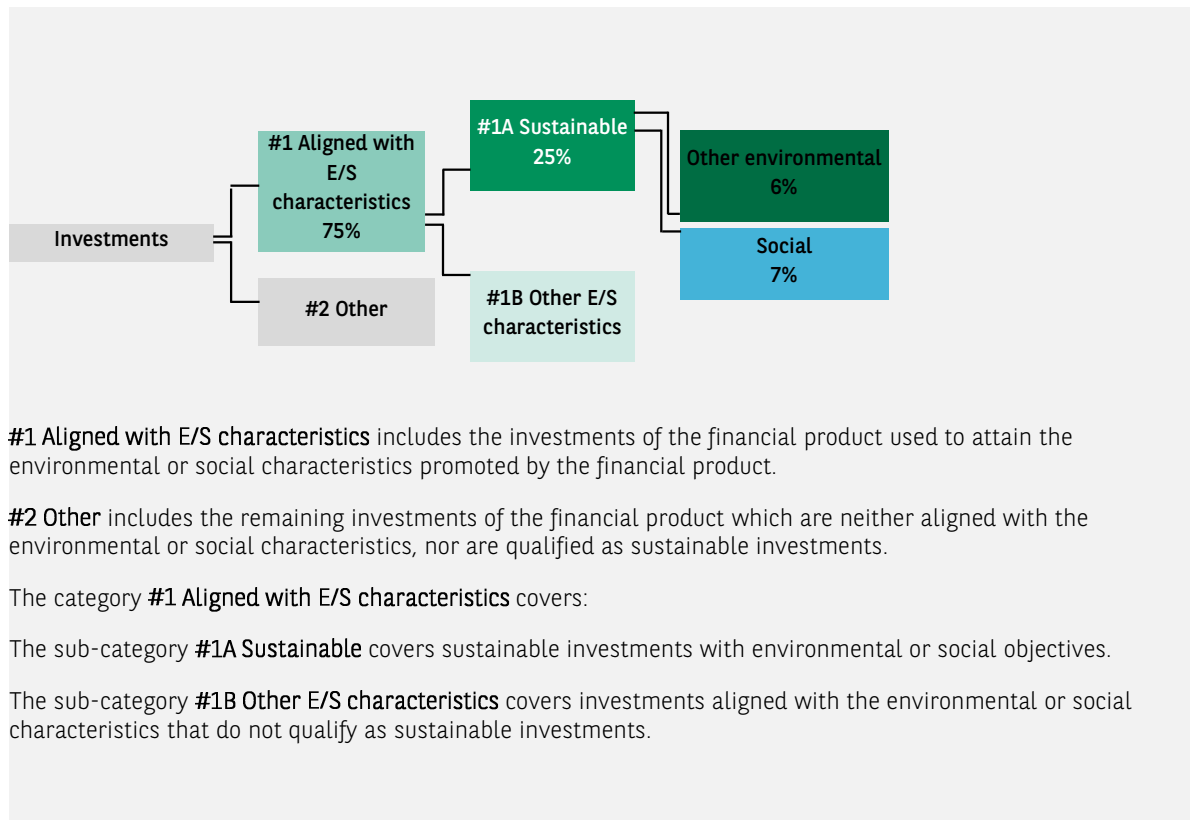 #1A Sustainable
25%
#1 Aligned with
E/S
characteristics
75%
Other environmental
6%
Investments
Social
7%
#2 Other
#1B Other E/S
characteristics
#1 Aligned with E/S characteristics includes the investments of the financial product used to attain the
environmental or social characteristics promoted by the financial product.
#2 Other includes the remaining investments of the financial product which are neither aligned with the
environmental or social characteristics, nor are qualified as sustainable investments.
The category #1 Aligned with E/S characteristics covers:
The sub-category #1A Sustainable covers sustainable investments with environmental or social objectives.
The sub-category #1B Other E/S characteristics covers investments aligned with the environmental or social
characteristics that do not qualify as sustainable investments.